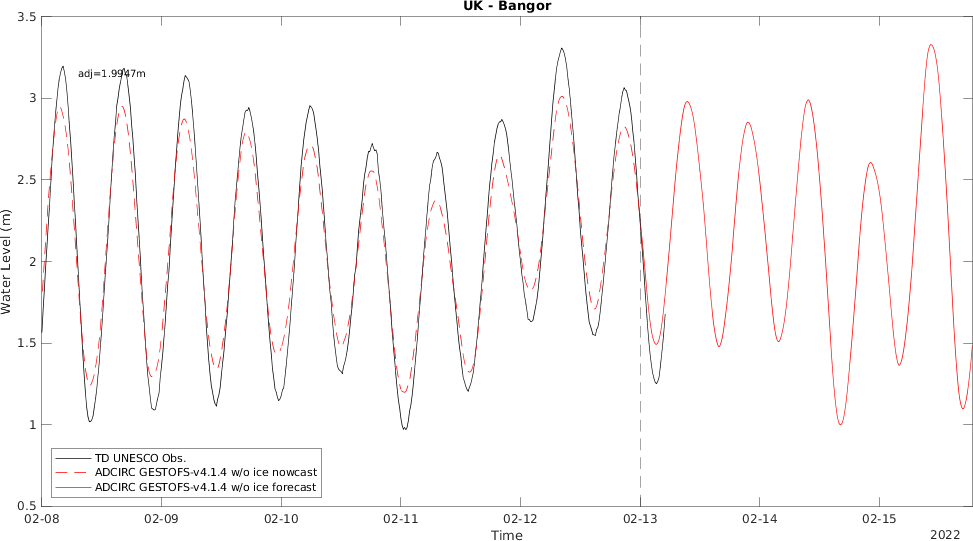 UK - Bangor
3.5
3
2.5
2
1.5
1
0.5
Water Level (m)
adj=1.9947m
TD UNESCO Obs.
ADCIRC GESTOFS-v4.1.4 w/o ice nowcast
ADCIRC GESTOFS-v4.1.4 w/o ice forecast
02-08 02-09 02-10 02-11 02-12 02-13 02-14 02-15
Time
2022